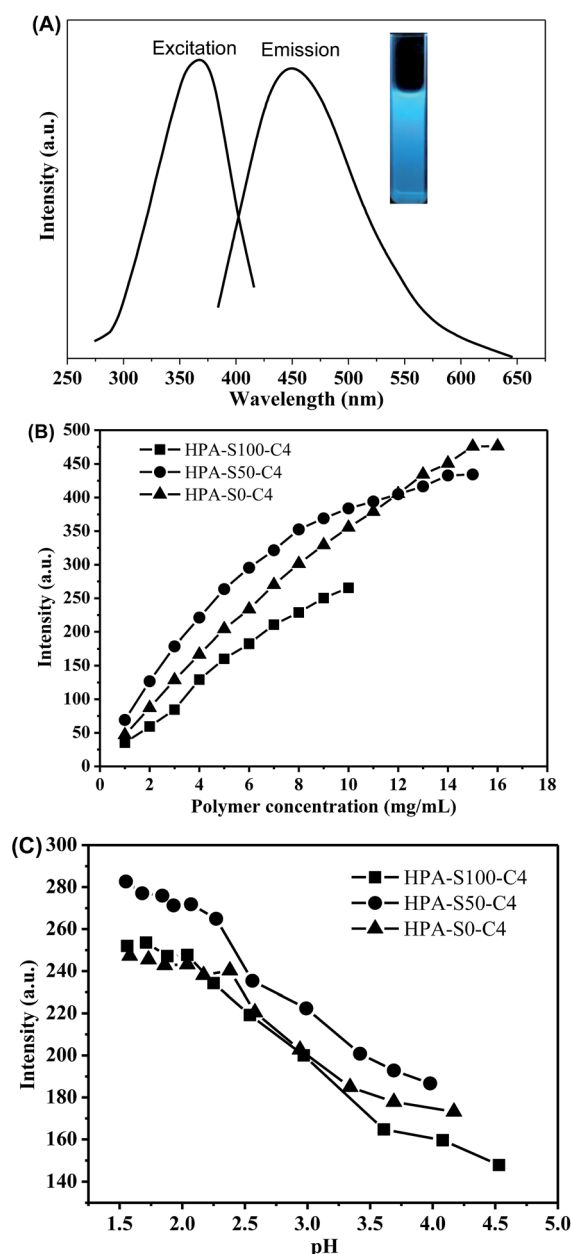 (A)
Excitation Emission
Intensity (a.u.)
250 300 350 400 450 500 550 600 650
Wavelength (nm)
(B)
500
450
400
350
300
250
200
150
100
50
0
HPA-S100-C4
HPA-S50-C4
HPA-S0-C4
Intensity (a.u.)
0 2 4 6 8 10 12 14 16 18
Polymer concentration (mg/mL)
(C)
300
280
260
240
220
200
180
160
140
HPA-S100-C4
HPA-S50-C4
HPA-S0-C4
Intensity (a.u.)
1.5 2.0 2.5 3.0 3.5 4.0 4.5 5.0
pH